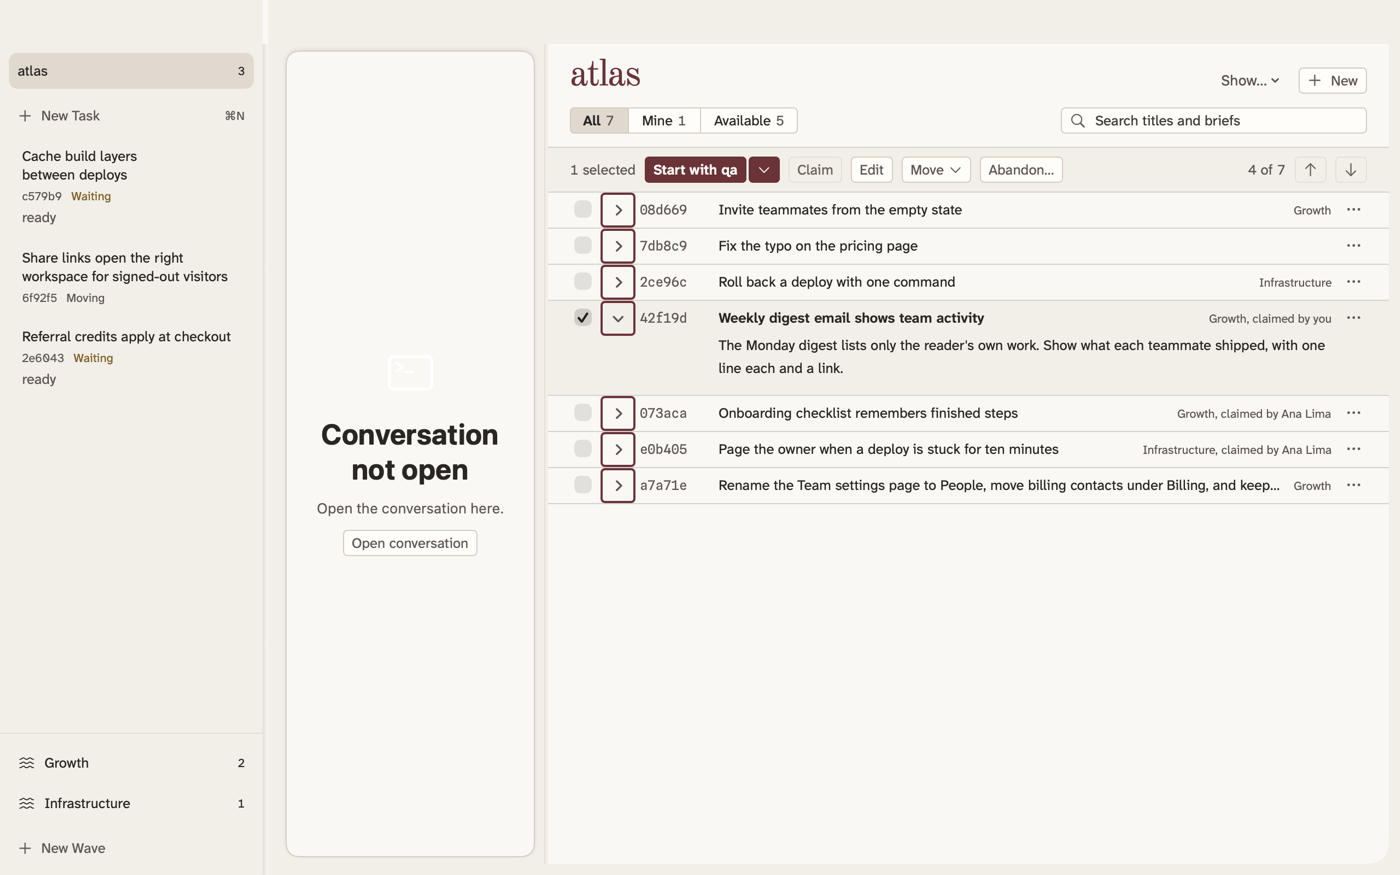 atlas 3
New Task ⌘N
Cache build layers
between deploys
c579b9 Waiting
ready
Share links open the right
workspace for signed-out visitors
6f92f5 Moving
Referral credits apply at checkout
2e6043 Waiting
ready
Growth 2
Infrastructure 1
New Wave
Conversation
not open
Open the conversation here.
Open conversation
atlas
Show...
New
All 7 Mine 1 Available 5
Search titles and briefs
1 selected Start with qa Claim Edit Move Abandon... 4 of 7
08d669 Invite teammates from the empty state Growth
7db8c9 Fix the typo on the pricing page
2ce96c Roll back a deploy with one command Infrastructure
42f19d Weekly digest email shows team activity Growth, claimed by you
The Monday digest lists only the reader's own work. Show what each teammate shipped, with one
line each and a link.
073aca Onboarding checklist remembers finished steps Growth, claimed by Ana Lima
e0b405 Page the owner when a deploy is stuck for ten minutes Infrastructure, claimed by Ana Lima
a7a71e Rename the Team settings page to People, move billing contacts under Billing, and keep... Growth